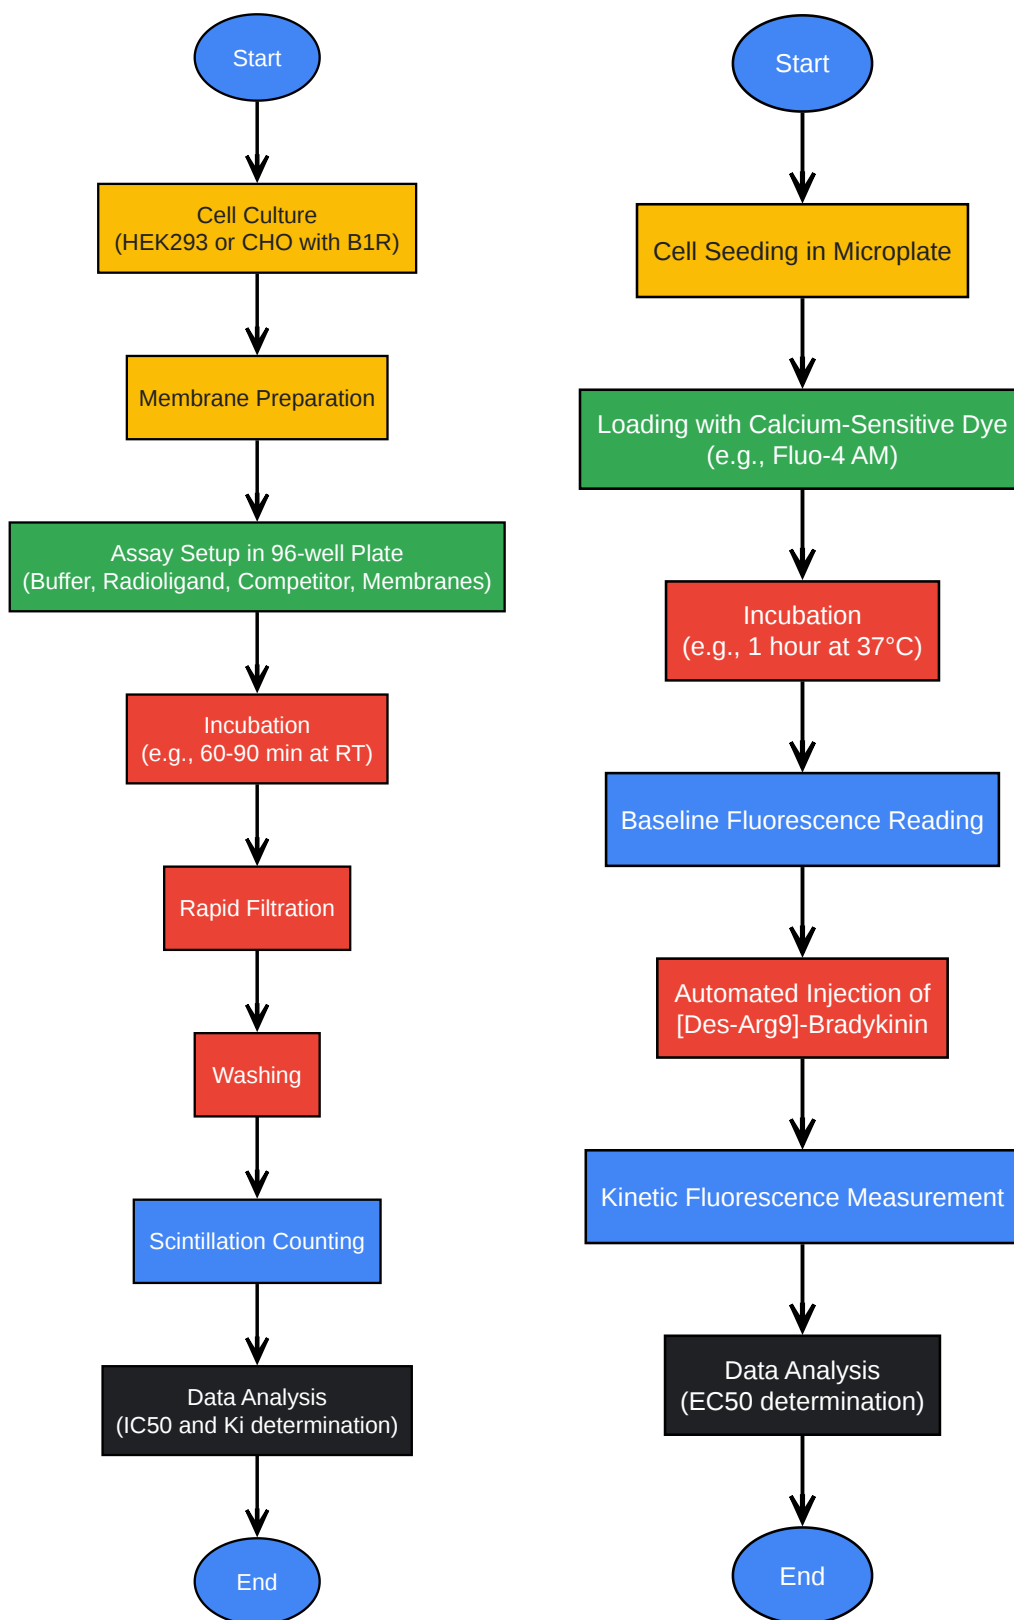 Start
Cell Culture
(HEK293 or CHO with B1R)
Membrane Preparation
Assay Setup in 96-well Plate
(Buffer, Radioligand, Competitor, Membranes)
Incubation
(e.g., 60-90 min at RT)
Rapid Filtration
Washing
Scintillation Counting
Data Analysis
(IC50 and Ki determination)
End
Start
Cell Seeding in Microplate
Loading with Calcium-Sensitive Dye
(e.g., Fluo-4 AM)
Incubation
(e.g., 1 hour at 37°C)
Baseline Fluorescence Reading
Automated Injection of
[Des-Arg9]-Bradykinin
Kinetic Fluorescence Measurement
Data Analysis
(EC50 determination)
End